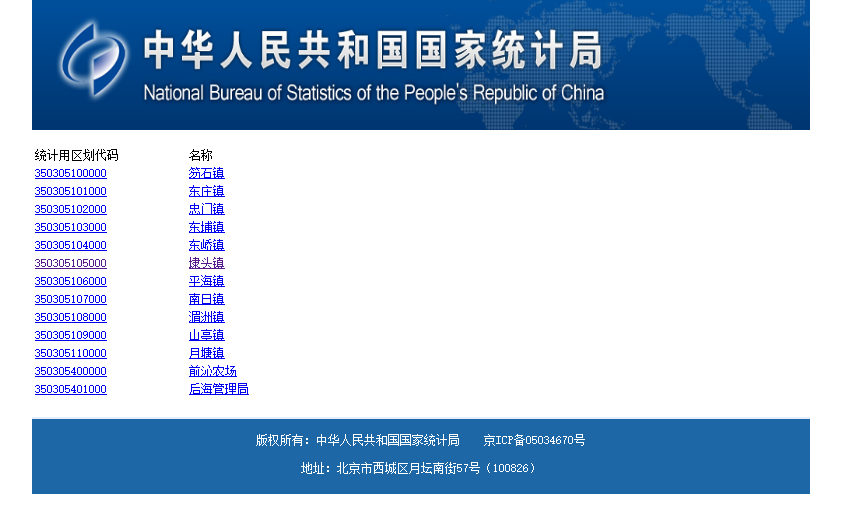 中华人民共和国国家统计局
National Bureau of Statistics of the People's Republic of China
统计用区划代码 名称
350305100000 笏石镇
350305101000 东庄镇
350305102000 忠门镇
350305103000 东埔镇
350305104000 东峤镇
350305105000 埭头镇
350305106000 平海镇
350305107000 南日镇
350305108000 湄洲镇
350305109000 山亭镇
350305110000 月塘镇
350305400000 前沁农场
350305401000 后海管理局
版权所有：中华人民共和国国家统计局 京ICP备05034670号
地址：北京市西城区月坛南街57号（100826）